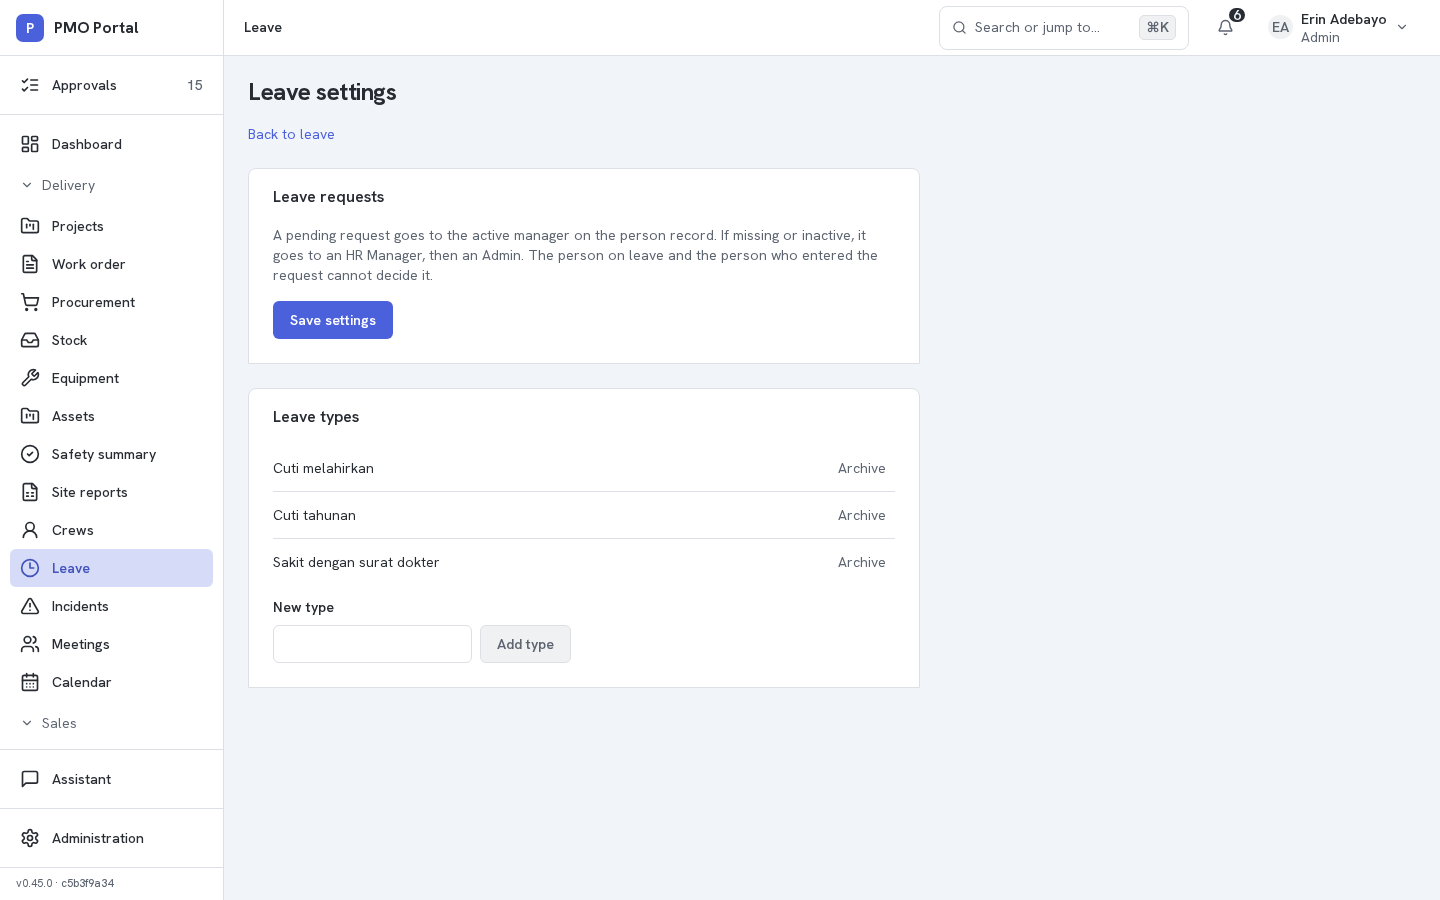 P PMO Portal
Leave
Search or jump to...
⌘K
6
EA
Erin Adebayo
Admin
Approvals 15
Dashboard
Delivery
Projects
Work order
Procurement
Stock
Equipment
Assets
Safety summary
Site reports
Crews
Leave
Incidents
Meetings
Calendar
Sales
Assistant
Administration
v0.45.0 · c5b3f9a34
Leave settings
Back to leave
Leave requests
A pending request goes to the active manager on the person record. If missing or inactive, it
goes to an HR Manager, then an Admin. The person on leave and the person who entered the
request cannot decide it.
Save settings
Leave types
Cuti melahirkan Archive
Cuti tahunan Archive
Sakit dengan surat dokter Archive
New type
Add type